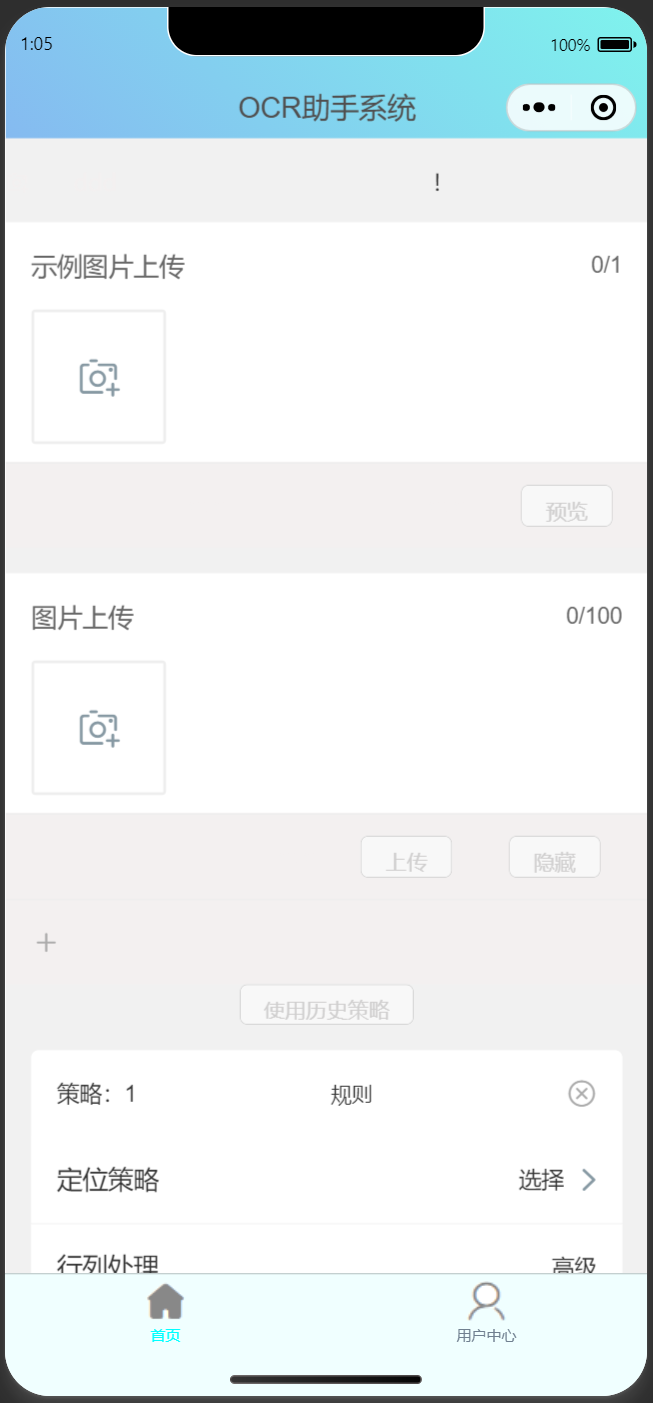 1:05
100%
OCR助手系统
!
示例图片上传 0/1
预览
图片上传 0/100
上传 隐藏
+
使用历史策略
策略：1 规则
定位策略 选择
行列处理 高级
首页 用户中心